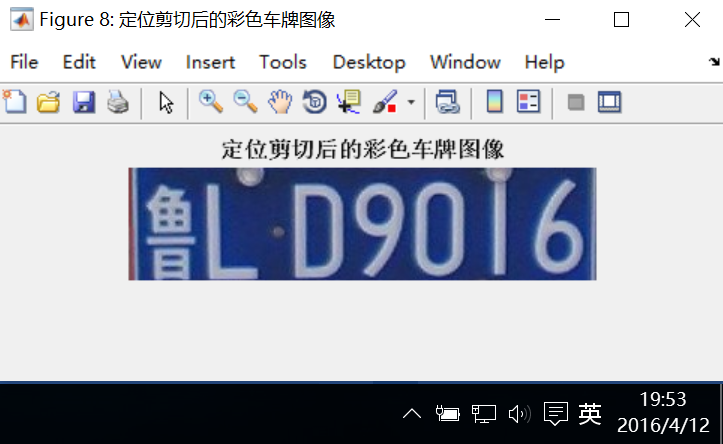 Figure 8: 定位剪切后的彩色车牌图像
File Edit View Insert Tools Desktop Window Help
定位剪切后的彩色车牌图像
鲁L·D9016
英
19:53
2016/4/12